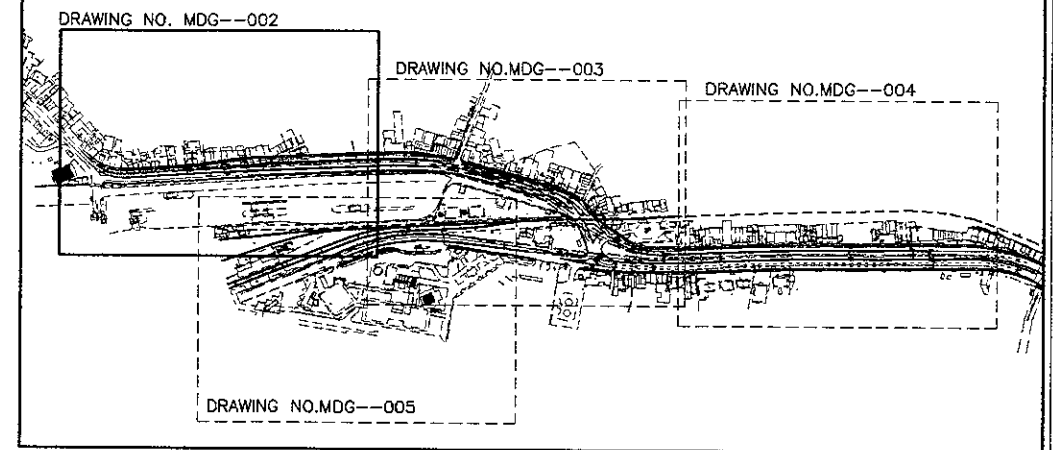 DRAWING NO. MDG--002
DRAWING NO.MDG--003
DRAWING NO.MDG--004
DRAWING NO.MDG--005